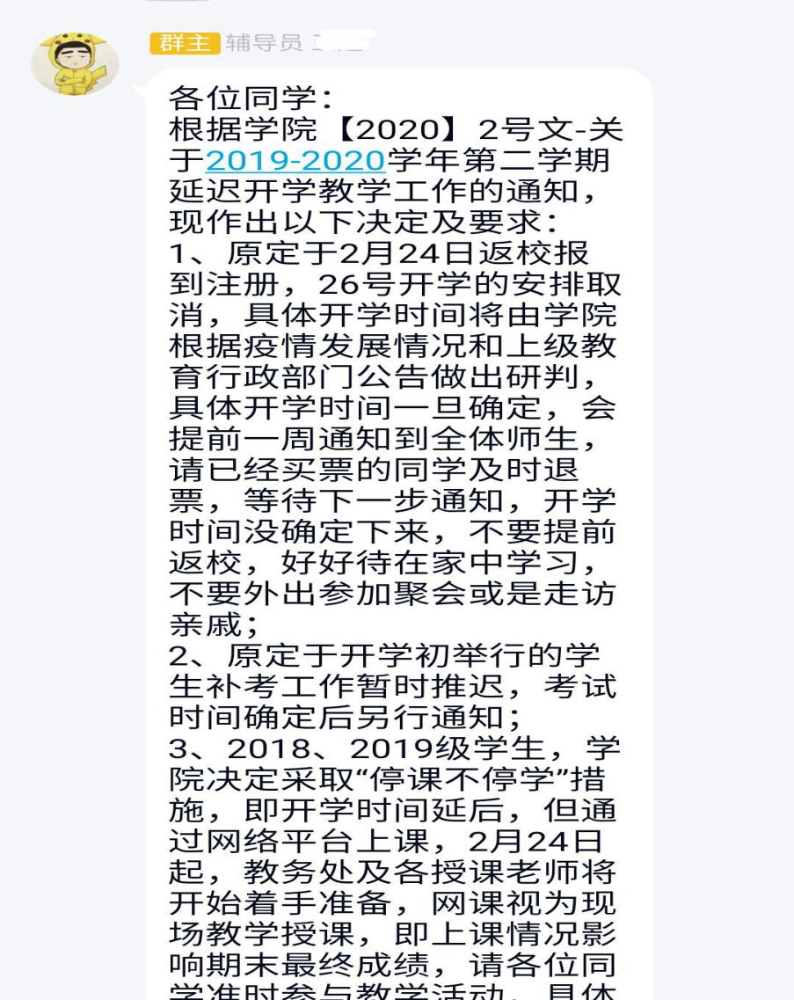 群主 辅导员
各位同学：
根据学院【2020】2号文-关
于2019-2020学年第二学期
延迟开学教学工作的通知，
现作出以下决定及要求：
1、原定于2月24日返校报
到注册，26号开学的安排取
消，具体开学时间将由学院
根据疫情发展情况和上级教
育行政部门公告做出研判，
具体开学时间一旦确定，会
提前一周通知到全体师生，
请已经买票的同学及时退
票，等待下一步通知，开学
时间没确定下来，不要提前
返校，好好待在家中学习，
不要外出参加聚会或是走访
亲戚；
2、原定于开学初举行的学
生补考工作暂时推迟，考试
时间确定后另行通知；
3、2018、2019级学生，学
院决定采取“停课不停学”措
施，即开学时间延后，但通
过网络平台上课，2月24日
起，教务处及各授课老师将
开始着手准备，网课视为现
场教学授课，即上课情况影
响期末最终成绩，请各位同
学准时参与教学活动，具体